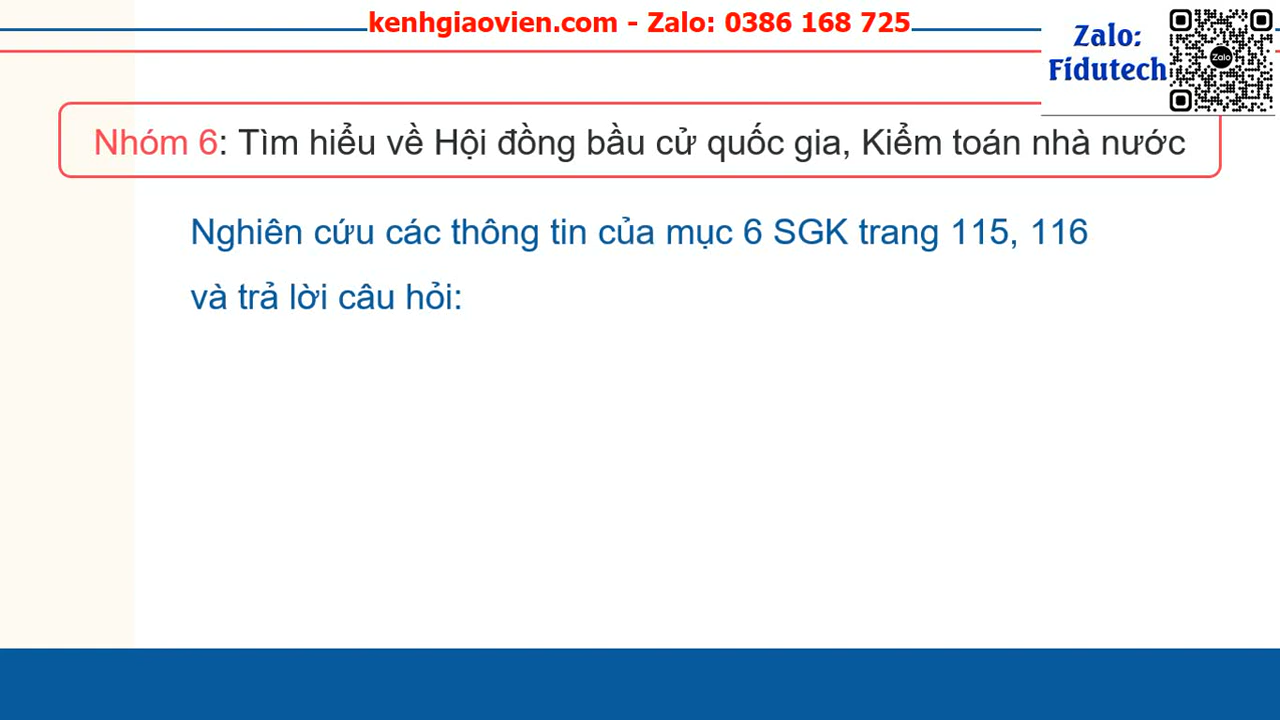 kenhgiaovien.com - Zalo: 0386 168 725
Zalo:
Fidutech
Zalo
Nhóm 6: Tìm hiểu về Hội đồng bầu cử quốc gia, Kiểm toán nhà nước
Nghiên cứu các thông tin của mục 6 SGK trang 115, 116
và trả lời câu hỏi: